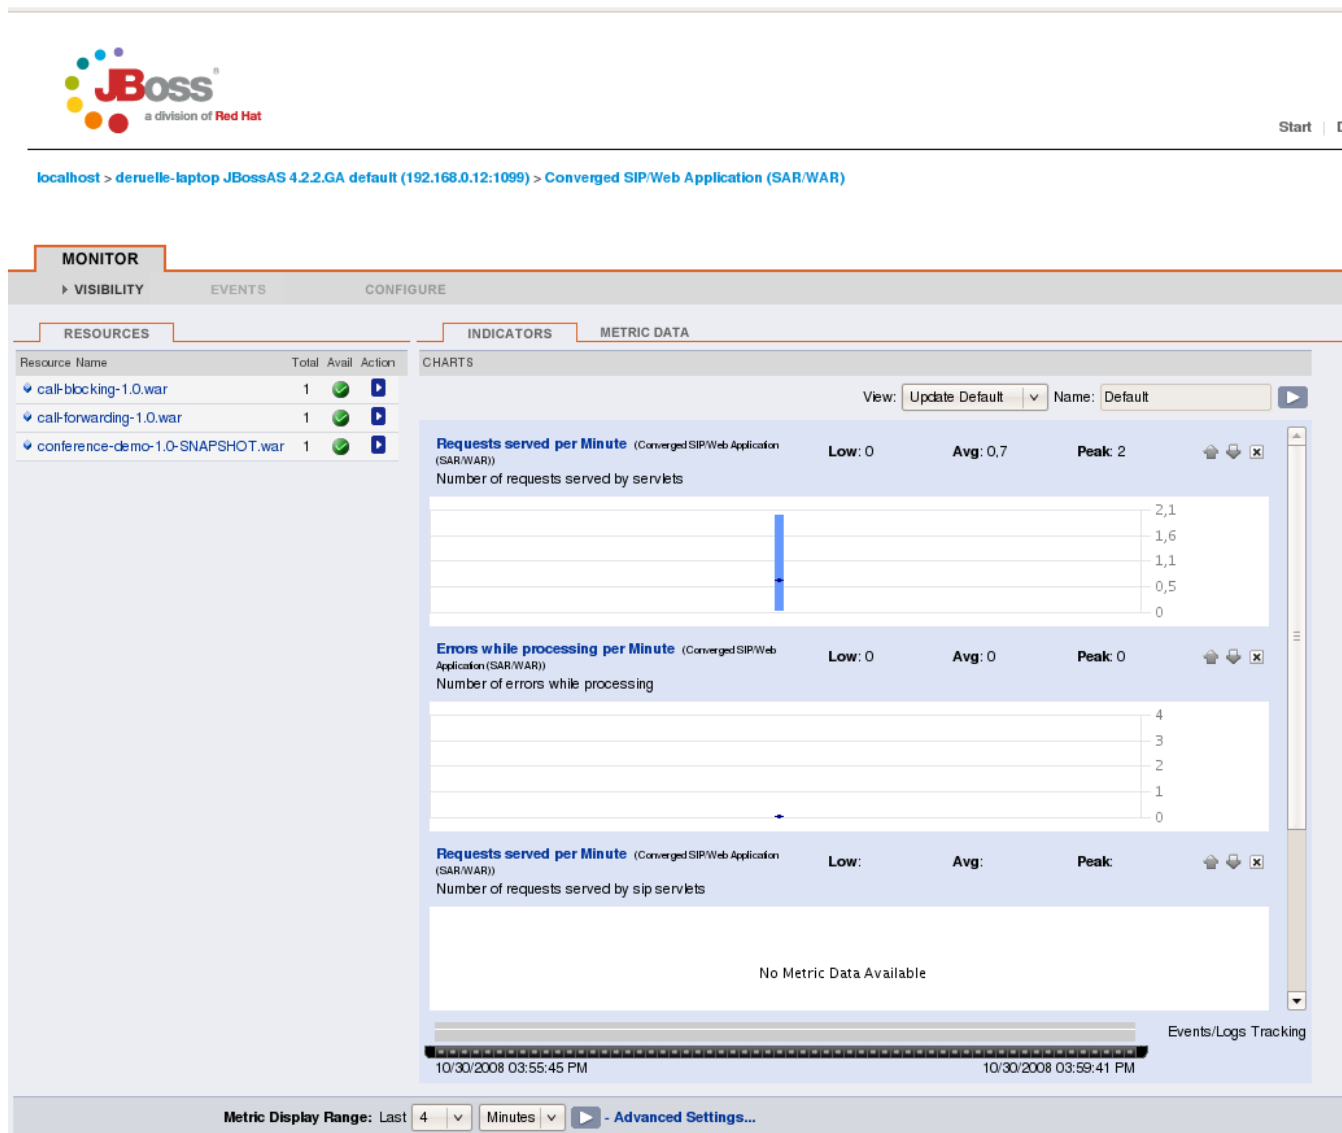 JBoss®
a division of Red Hat
Start
localhost > deruelle-laptop JBossAS 4.2.2.GA default (192.168.0.12:1099) > Converged SIP/Web Application (SAR/WAR)
MONITOR
VISIBILITY EVENTS CONFIGURE
RESOURCES
Resource Name Total Avail Action
call-blocking-1.0.war 1
call-forwarding-1.0.war 1
conference-demo-1.0-SNAPSHOT.war 1
INDICATORS METRIC DATA
CHARTS
View: Update Default Name: Default
Requests served per Minute (Converged SIP/Web Application
(SAR/WAR))
Low: 0 Avg: 0,7 Peak: 2
Number of requests served by servlets
2,1
1,6
1,1
0,5
0
Errors while processing per Minute (Converged SIP/Web
Application (SAR/WAR))
Low: 0 Avg: 0 Peak: 0
Number of errors while processing
4
3
2
1
0
Requests served per Minute (Converged SIP/Web Application
(SAR/WAR))
Low: Avg: Peak:
Number of requests served by sip servlets
No Metric Data Available
Events/Logs Tracking
10/30/2008 03:55:45 PM 10/30/2008 03:59:41 PM
Metric Display Range: Last 4 Minutes - Advanced Settings...